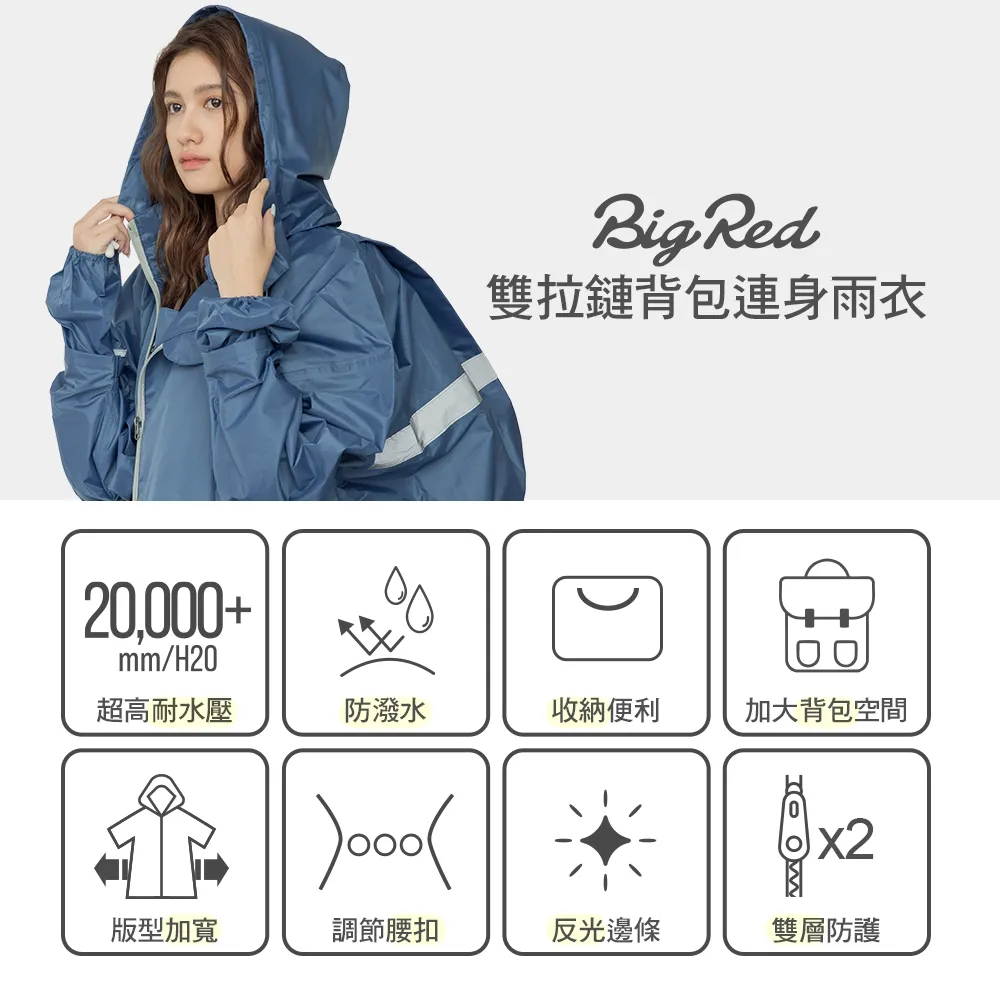 BigRed
雙拉鏈背包連身雨衣
20,000+
mm/H20
超高耐水壓
防潑水
收納便利
加大背包空間
版型加寬
調節腰扣
反光邊條
x2
雙層防護